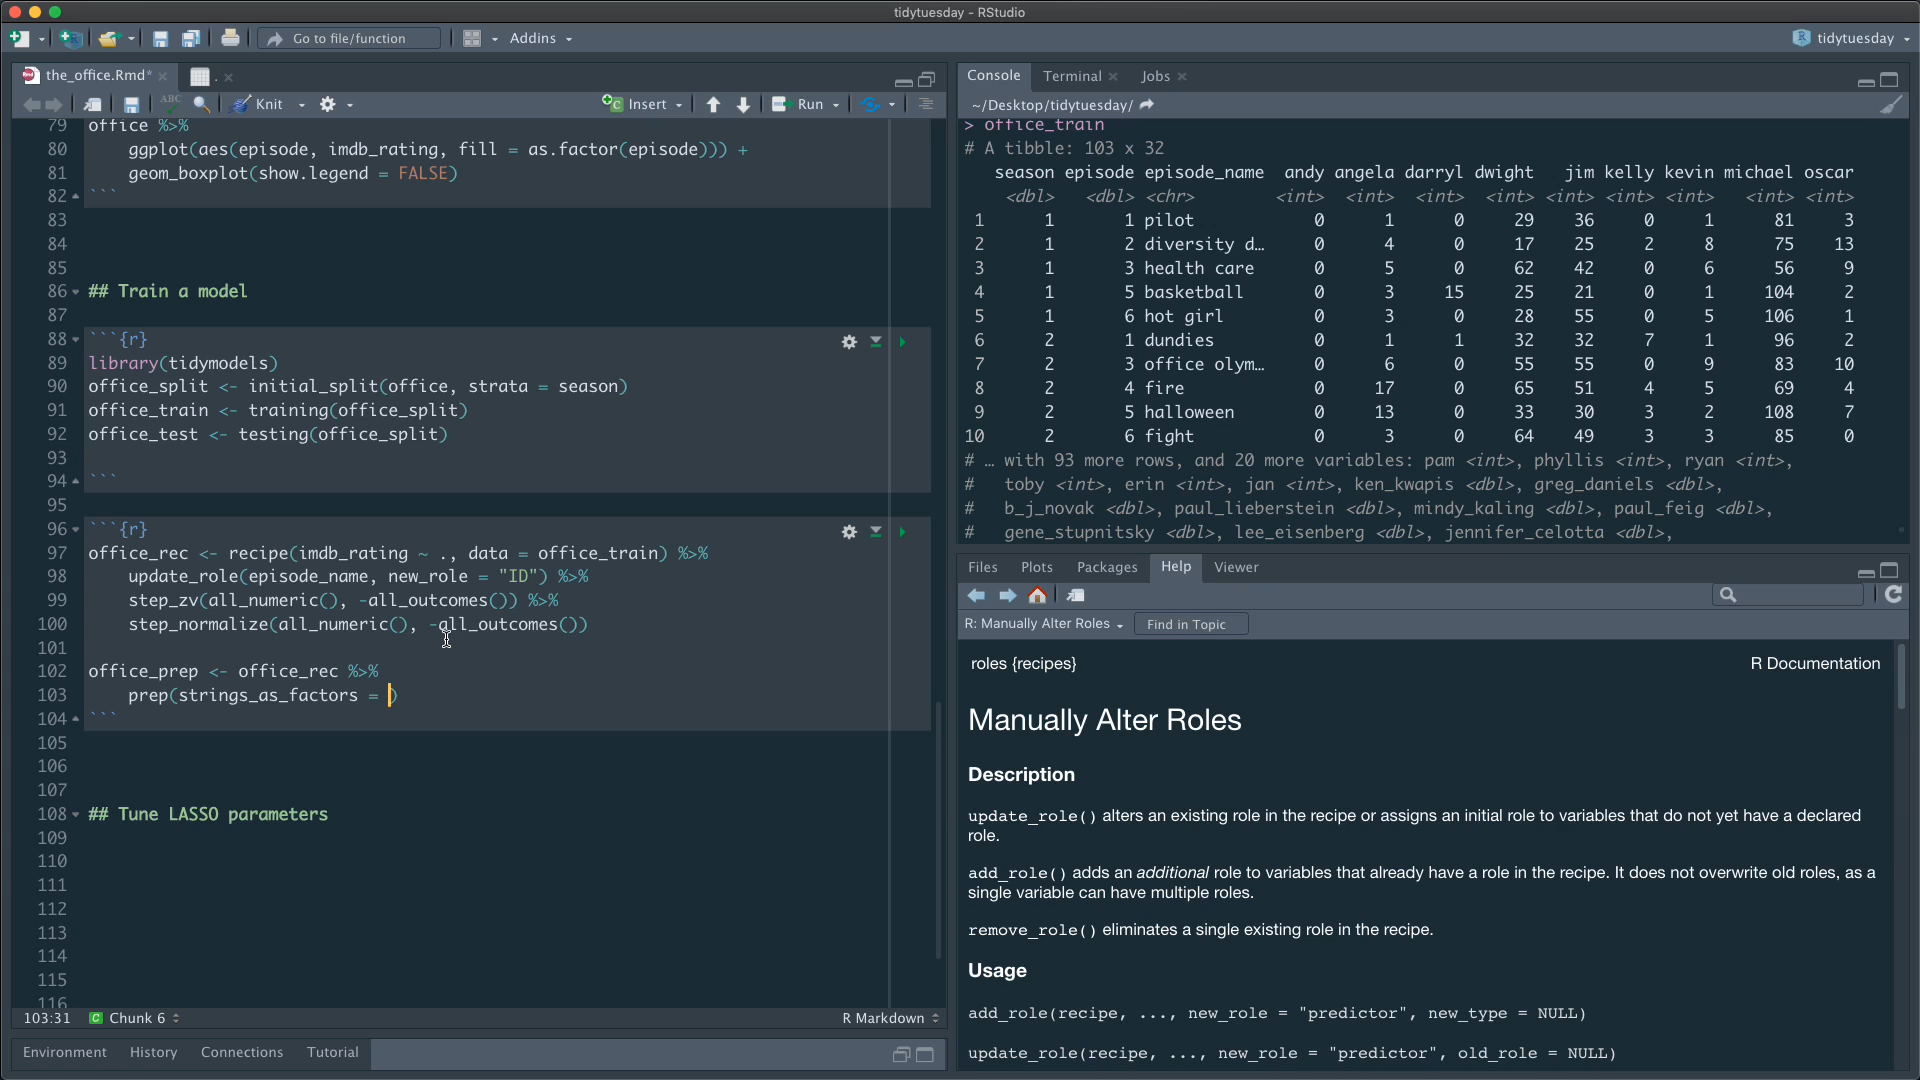 tidytuesday - RStudio
Go to file/function
Addins
tidytuesday
the_office.Rmd*
.
ABC
Knit
Insert
Run
79 office %>%
80 ggplot(aes(episode, imdb_rating, fill = as.factor(episode))) +
81 geom_boxplot(show.legend = FALSE)
82 ```
83
84
85
86 ## Train a model
87
88 ```{r}
89 library(tidymodels)
90 office_split <- initial_split(office, strata = season)
91 office_train <- training(office_split)
92 office_test <- testing(office_split)
93
94 ```
95
96 ```{r}
97 office_rec <- recipe(imdb_rating ~ ., data = office_train) %>%
98 update_role(episode_name, new_role = "ID") %>%
99 step_zv(all_numeric(), -all_outcomes()) %>%
100 step_normalize(all_numeric(), -all_outcomes())
101
102 office_prep <- office_rec %>%
103 prep(strings_as_factors = )
104 ```
105
106
107
108 ## Tune LASSO parameters
109
110
111
112
113
114
115
116
103:31 C Chunk 6 R Markdown
Environment History Connections Tutorial
Console Terminal Jobs
~/Desktop/tidytuesday/
> office_train
# A tibble: 103 x 32
season episode episode_name andy angela darryl dwight jim kelly kevin michael oscar
<dbl> <dbl> <chr> <int> <int> <int> <int> <int> <int> <int> <int> <int>
1 1 1 pilot 0 1 0 29 36 0 1 81 3
2 1 2 diversity d… 0 4 0 17 25 2 8 75 13
3 1 3 health care 0 5 0 62 42 0 6 56 9
4 1 5 basketball 0 3 15 25 21 0 1 104 2
5 1 6 hot girl 0 3 0 28 55 0 5 106 1
6 2 1 dundies 0 1 1 32 32 7 1 96 2
7 2 3 office olym… 0 6 0 55 55 0 9 83 10
8 2 4 fire 0 17 0 65 51 4 5 69 4
9 2 5 halloween 0 13 0 33 30 3 2 108 7
10 2 6 fight 0 3 0 64 49 3 3 85 0
# … with 93 more rows, and 20 more variables: pam <int>, phyllis <int>, ryan <int>,
# toby <int>, erin <int>, jan <int>, ken_kwapis <dbl>, greg_daniels <dbl>,
# b_j_novak <dbl>, paul_lieberstein <dbl>, mindy_kaling <dbl>, paul_feig <dbl>,
# gene_stupnitsky <dbl>, lee_eisenberg <dbl>, jennifer_celotta <dbl>,
Files Plots Packages Help Viewer
R: Manually Alter Roles Find in Topic
roles {recipes} R Documentation
Manually Alter Roles
Description
update_role() alters an existing role in the recipe or assigns an initial role to variables that do not yet have a declared
role.
add_role() adds an additional role to variables that already have a role in the recipe. It does not overwrite old roles, as a
single variable can have multiple roles.
remove_role() eliminates a single existing role in the recipe.
Usage
add_role(recipe, ..., new_role = "predictor", new_type = NULL)
update_role(recipe, ..., new_role = "predictor", old_role = NULL)